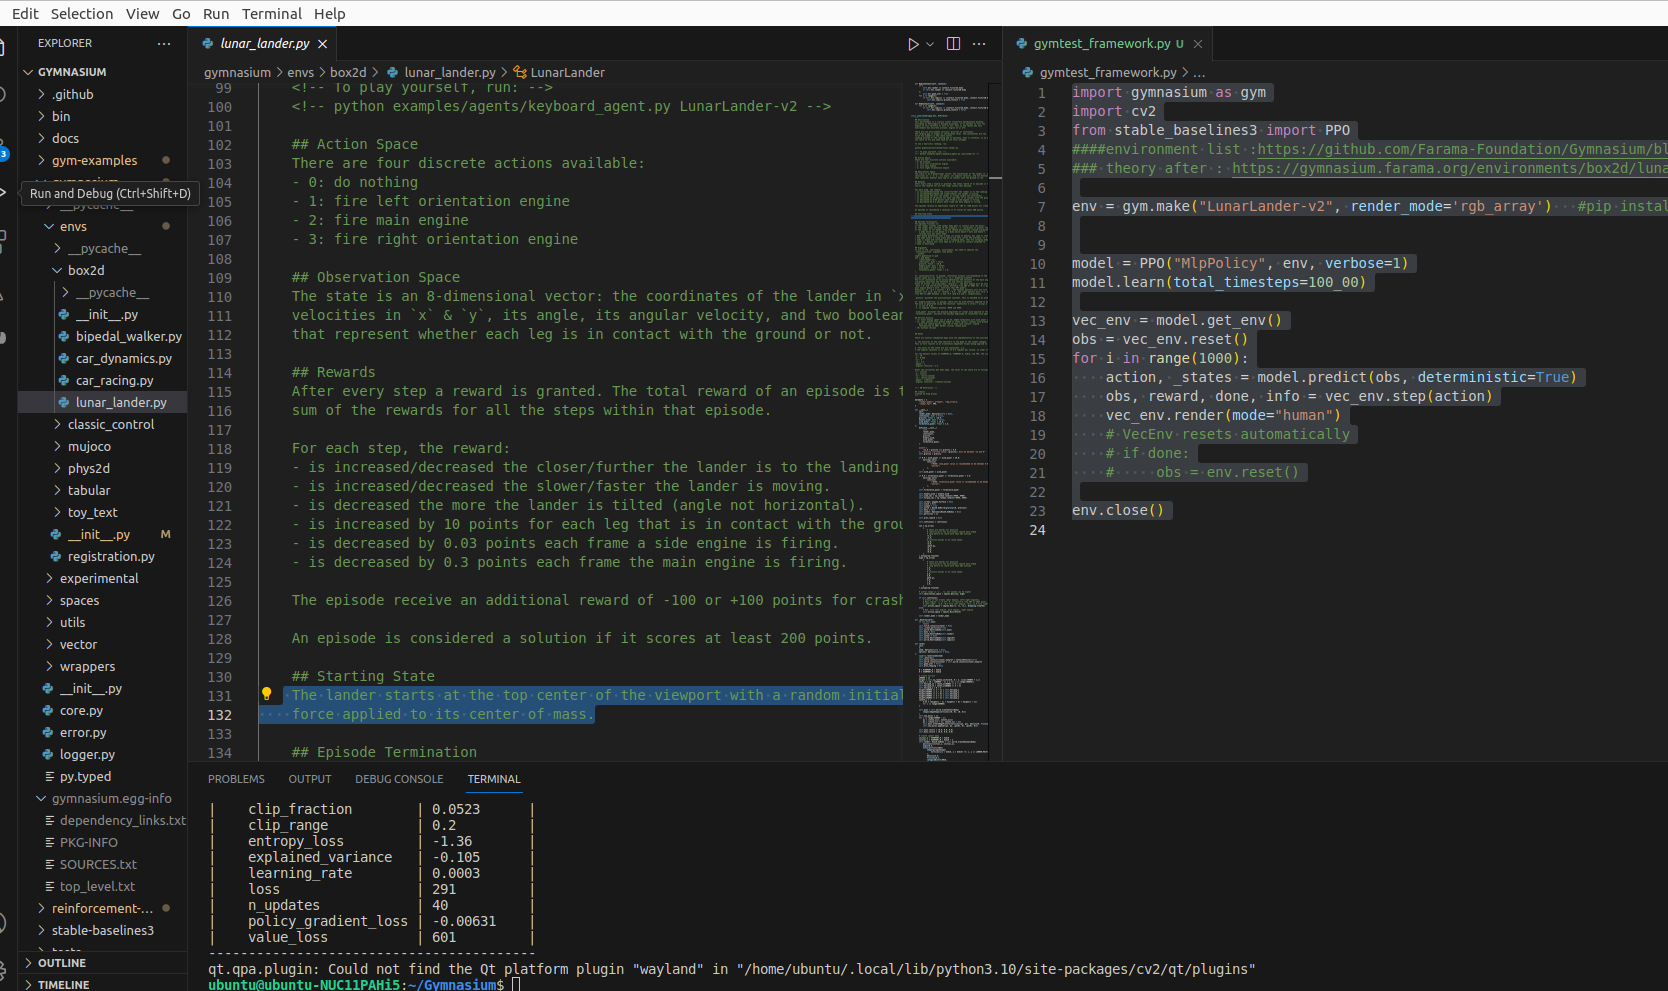 Edit Selection View Go Run Terminal Help
EXPLORER ...
GYMNASIUM
.github
bin
docs
gym-examples
Run and Debug (Ctrl+Shift+D)
envs
__pycache__
box2d
__pycache__
__init__.py
bipedal_walker.py
car_dynamics.py
car_racing.py
lunar_lander.py
classic_control
mujoco
phys2d
tabular
toy_text
__init__.py M
registration.py
experimental
spaces
utils
vector
wrappers
__init__.py
core.py
error.py
logger.py
py.typed
gymnasium.egg-info
dependency_links.txt
PKG-INFO
SOURCES.txt
top_level.txt
reinforcement-...
stable-baselines3
OUTLINE
TIMELINE
3
lunar_lander.py
gymnasium > envs > box2d > lunar_lander.py > LunarLander
99 <!-- To play yourself, run: -->
100 <!-- python examples/agents/keyboard_agent.py LunarLander-v2 -->
101
102 ## Action Space
103 There are four discrete actions available:
104 - 0: do nothing
105 - 1: fire left orientation engine
106 - 2: fire main engine
107 - 3: fire right orientation engine
108
109 ## Observation Space
110 The state is an 8-dimensional vector: the coordinates of the lander in `x
111 velocities in `x` & `y`, its angle, its angular velocity, and two boolean
112 that represent whether each leg is in contact with the ground or not.
113
114 ## Rewards
115 After every step a reward is granted. The total reward of an episode is t
116 sum of the rewards for all the steps within that episode.
117
118 For each step, the reward:
119 - is increased/decreased the closer/further the lander is to the landing
120 - is increased/decreased the slower/faster the lander is moving.
121 - is decreased the more the lander is tilted (angle not horizontal).
122 - is increased by 10 points for each leg that is in contact with the grou
123 - is decreased by 0.03 points each frame a side engine is firing.
124 - is decreased by 0.3 points each frame the main engine is firing.
125
126 The episode receive an additional reward of -100 or +100 points for crash
127
128 An episode is considered a solution if it scores at least 200 points.
129
130 ## Starting State
131 The lander starts at the top center of the viewport with a random initial
132 force applied to its center of mass.
133
134 ## Episode Termination
gymtest_framework.py U
gymtest_framework.py > ...
1 import gymnasium as gym
2 import cv2
3 from stable_baselines3 import PPO
4 ####environment list :https://github.com/Farama-Foundation/Gymnasium/bl
5 ### theory after : https://gymnasium.farama.org/environments/box2d/luna
6
7 env = gym.make("LunarLander-v2", render_mode='rgb_array') #pip instal
8
9
10 model = PPO("MlpPolicy", env, verbose=1)
11 model.learn(total_timesteps=100_00)
12
13 vec_env = model.get_env()
14 obs = vec_env.reset()
15 for i in range(1000):
16 action, _states = model.predict(obs, deterministic=True)
17 obs, reward, done, info = vec_env.step(action)
18 vec_env.render(mode="human")
19 # VecEnv resets automatically
20 # if done:
21 # obs = env.reset()
22
23 env.close()
24
PROBLEMS OUTPUT DEBUG CONSOLE TERMINAL
| clip_fraction | 0.0523 |
| clip_range | 0.2 |
| entropy_loss | -1.36 |
| explained_variance | -0.105 |
| learning_rate | 0.0003 |
| loss | 291 |
| n_updates | 40 |
| policy_gradient_loss | -0.00631 |
| value_loss | 601 |
-----------------------------------------
qt.qpa.plugin: Could not find the Qt platform plugin "wayland" in "/home/ubuntu/.local/lib/python3.10/site-packages/cv2/qt/plugins"
ubuntu@ubuntu-NUC11PAHi5:~/Gymnasium$